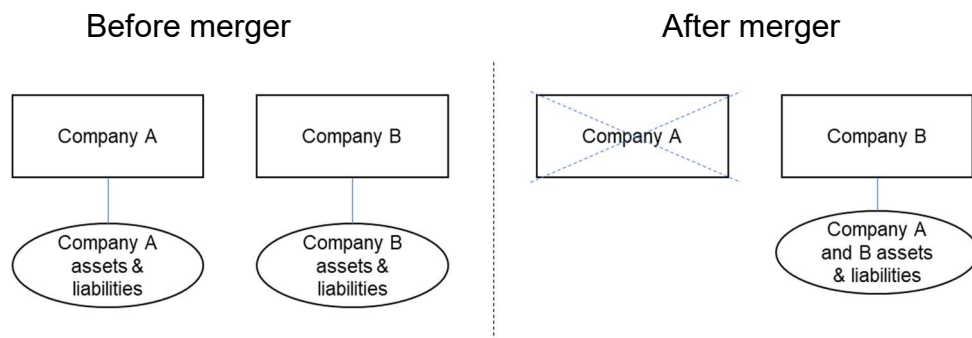 Before merger
After merger
Company A
Company B
Company A
Company B
Company A
assets &
liabilities
Company B
assets &
liabilities
Company A
and B assets
& liabilities